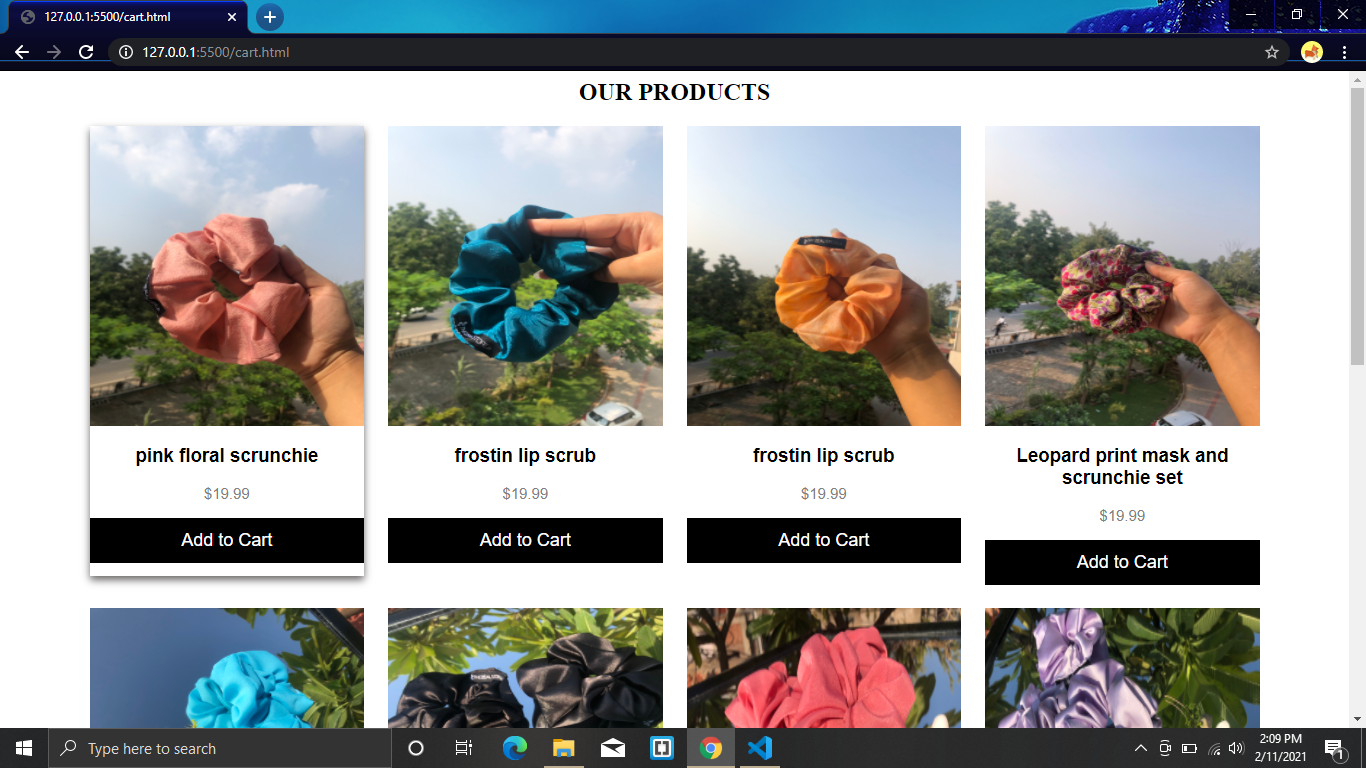 127.0.0.1:5500/cart.html
127.0.0.1:5500/cart.html
OUR PRODUCTS
pink floral scrunchie
$19.99
Add to Cart
frostin lip scrub
$19.99
Add to Cart
frostin lip scrub
$19.99
Add to Cart
Leopard print mask and
scrunchie set
$19.99
Add to Cart
Type here to search
2:09 PM
2/11/2021
1